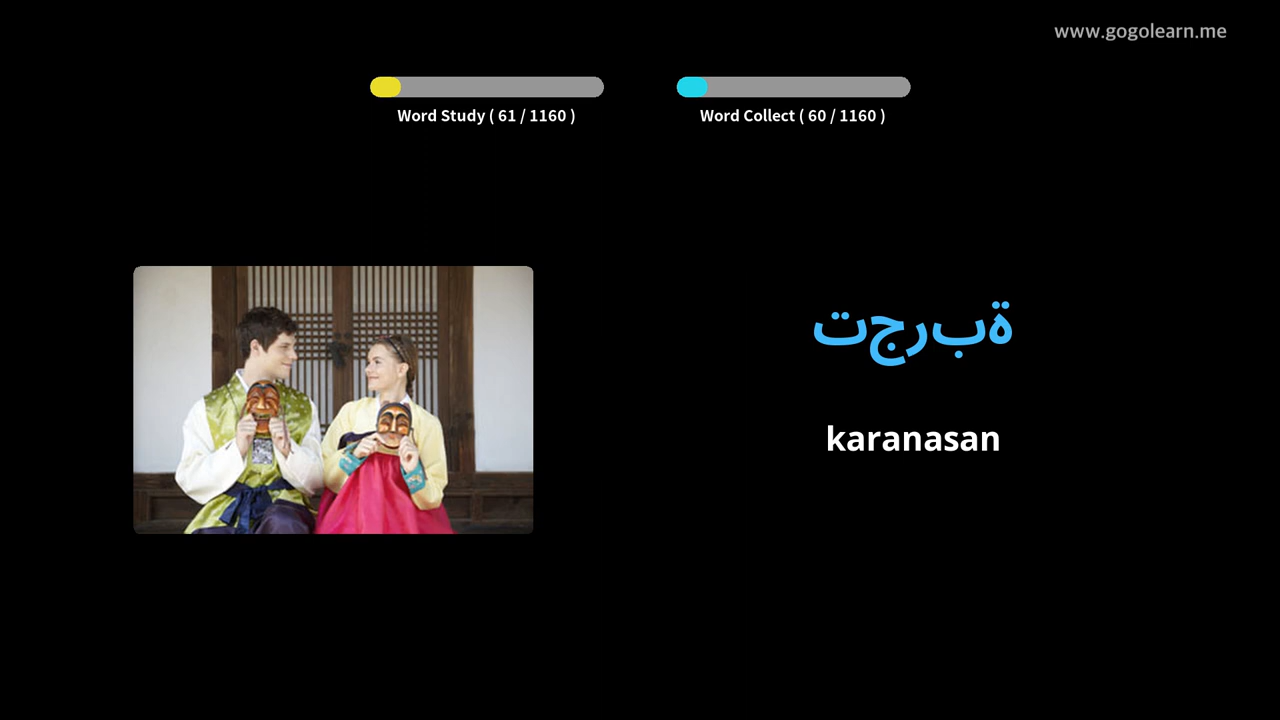 www.gogolearn.me
Word Study ( 61 / 1160 )
Word Collect ( 60 / 1160 )
تجربة
karanasan